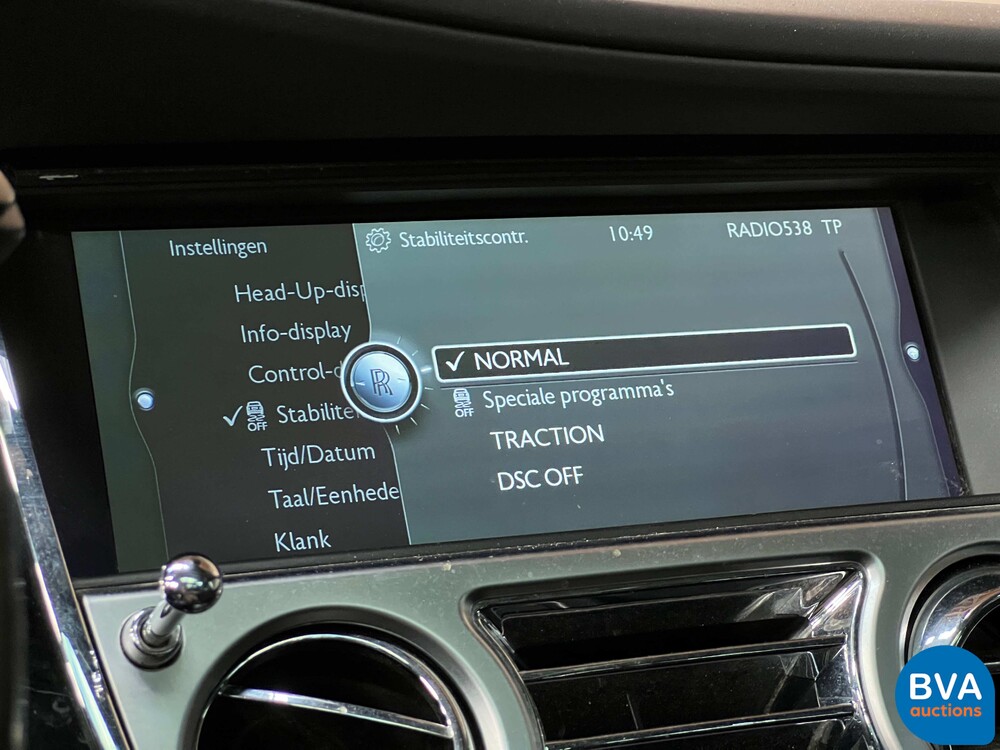 Instellingen
Stabiliteitscontr.
10:49
RADIO538 TP
Head-Up-disp
Info-display
Control-d
OFF Stabilite
Tijd/Datum
Taal/Eenhede
Klank
RR
NORMAL
OFF Speciale programma's
TRACTION
DSC OFF
BVA
auctions